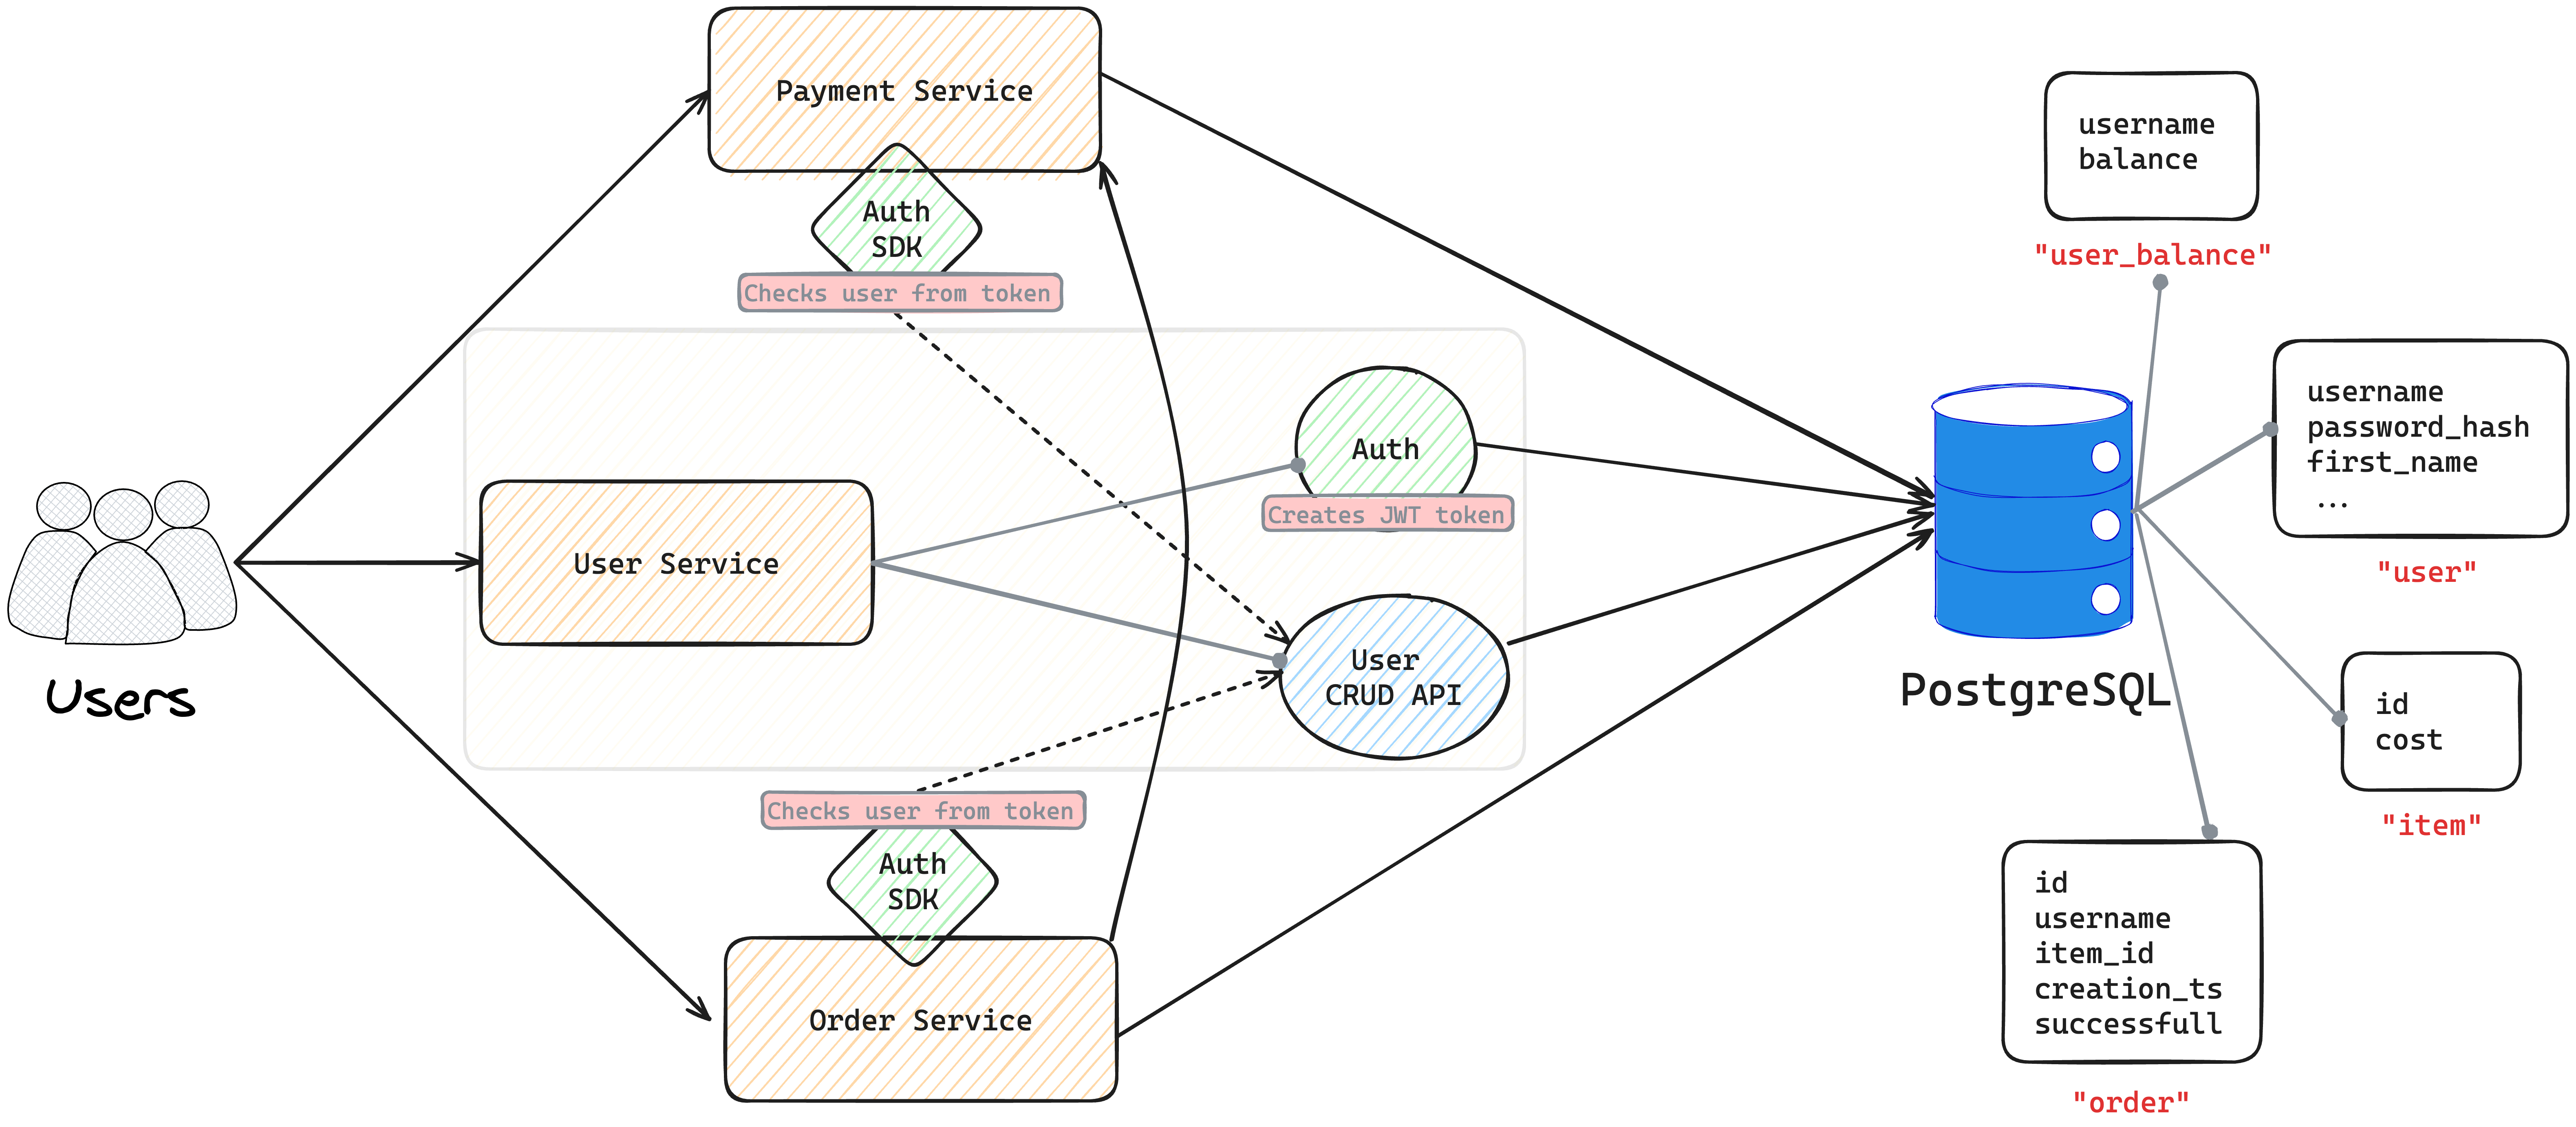 Payment Service
Auth
SDK
Checks user from token
Users
User Service
Auth
Creates JWT token
User
CRUD API
Checks user from token
Auth
SDK
Order Service
PostgreSQL
username
balance
"user_balance"
username
password_hash
first_name
...
"user"
id
cost
"item"
id
username
item_id
creation_ts
successfull
"order"